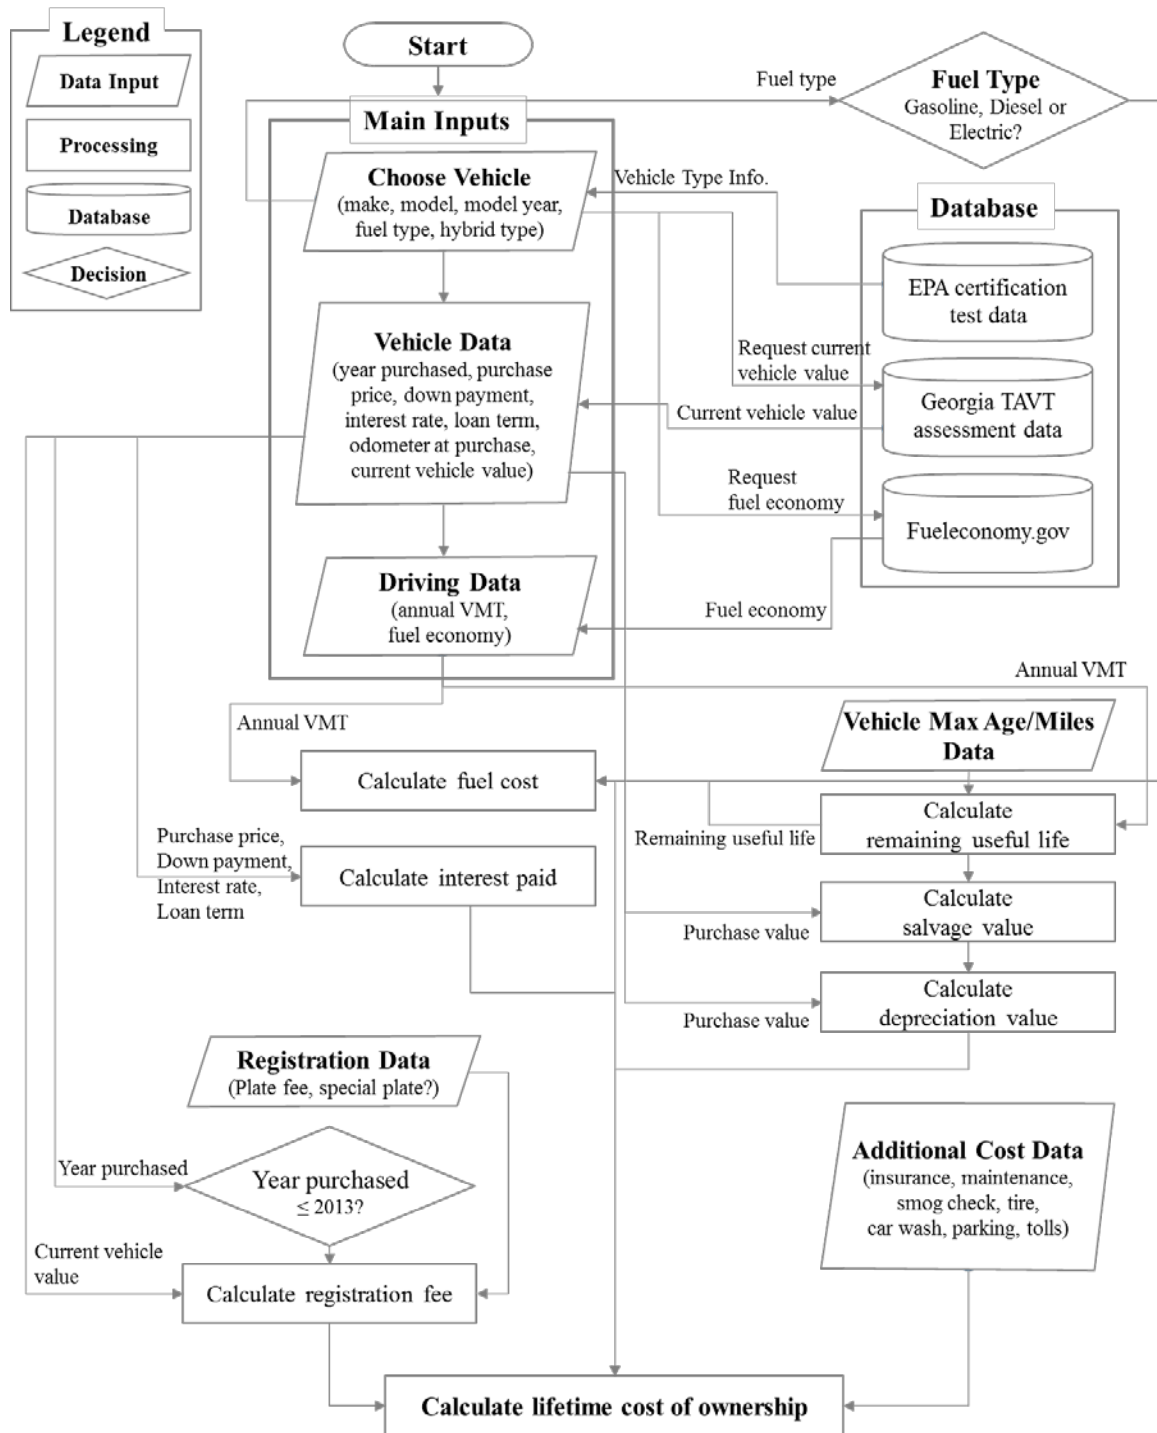 Legend
Data Input
Processing
Database
Decision
Start
Fuel type
Fuel Type
Gasoline, Diesel or
Electric?
Main Inputs
Choose Vehicle
(make, model, model year,
fuel type, hybrid type)
Vehicle Type Info.
Database
EPA certification
test data
Vehicle Data
(year purchased, purchase
price, down payment,
interest rate, loan term,
odometer at purchase,
current vehicle value)
Request current
vehicle value
Current vehicle value
Georgia TAVT
assessment data
Request
fuel economy
Fueleconomy.gov
Driving Data
(annual VMT,
fuel economy)
Fuel economy
Annual VMT
Annual VMT
Vehicle Max Age/Miles
Data
Calculate fuel cost
Calculate
remaining useful life
Remaining useful life
Purchase price,
Down payment,
Interest rate,
Loan term
Calculate interest paid
Calculate
salvage value
Purchase value
Calculate
depreciation value
Purchase value
Registration Data
(Plate fee, special plate?)
Year purchased
Year purchased
≤ 2013?
Additional Cost Data
(insurance, maintenance,
smog check, tire,
car wash, parking, tolls)
Current vehicle
value
Calculate registration fee
Calculate lifetime cost of ownership